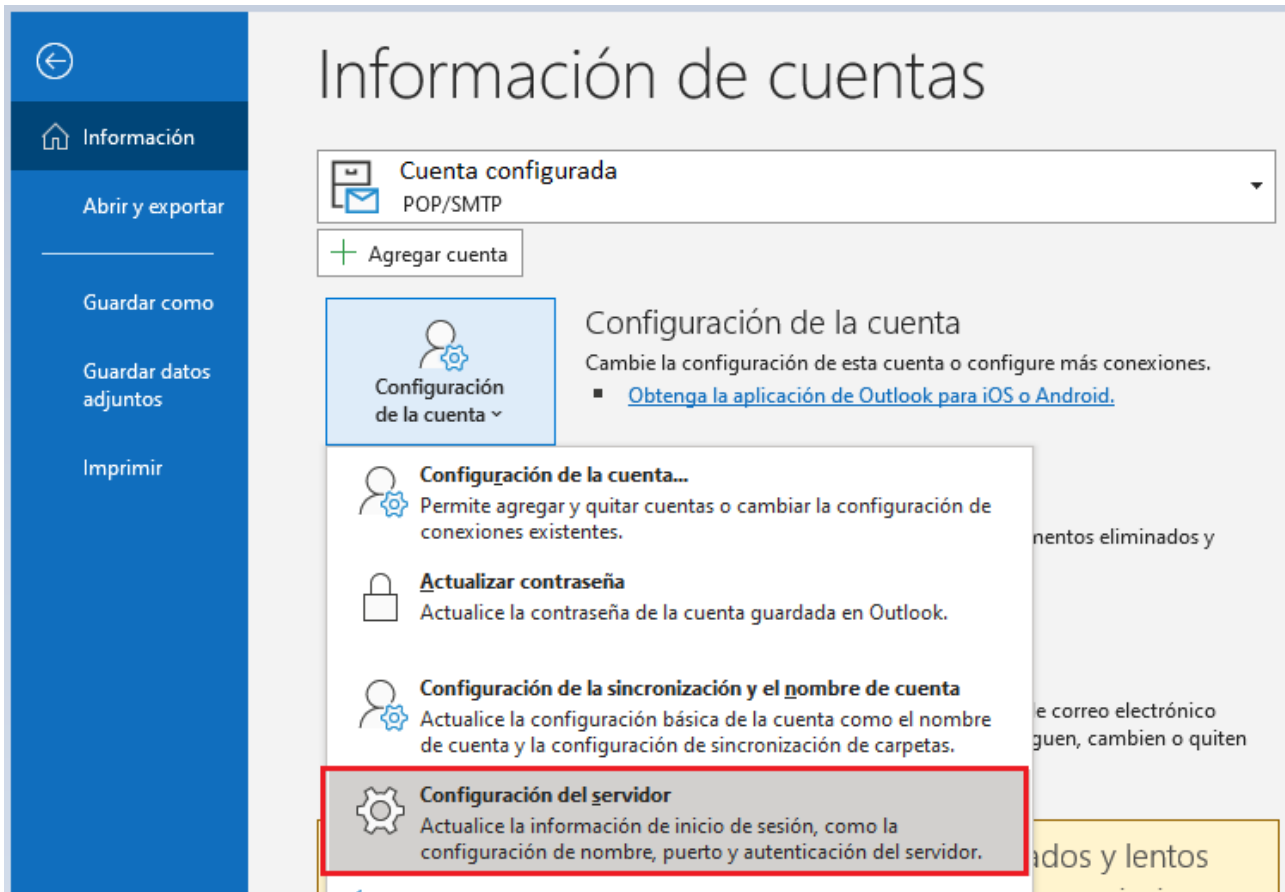 Información de cuentas
Información
Abrir y exportar
Guardar como
Guardar datos
adjuntos
Imprimir
Cuenta configurada
POP/SMTP
Agregar cuenta
Configuración
de la cuenta
Configuración de la cuenta
Cambie la configuración de esta cuenta o configure más conexiones.
Obtenga la aplicación de Outlook para iOS o Android.
Configuración de la cuenta...
Permite agregar y quitar cuentas o cambiar la configuración de
conexiones existentes.
Actualizar contraseña
Actualice la contraseña de la cuenta guardada en Outlook.
Configuración de la sincronización y el nombre de cuenta
Actualice la configuración básica de la cuenta como el nombre
de cuenta y la configuración de sincronización de carpetas.
Configuración del servidor
Actualice la información de inicio de sesión, como la
configuración de nombre, puerto y autenticación del servidor.
eliminados y
correo electrónico
cambien o quiten
y lentos